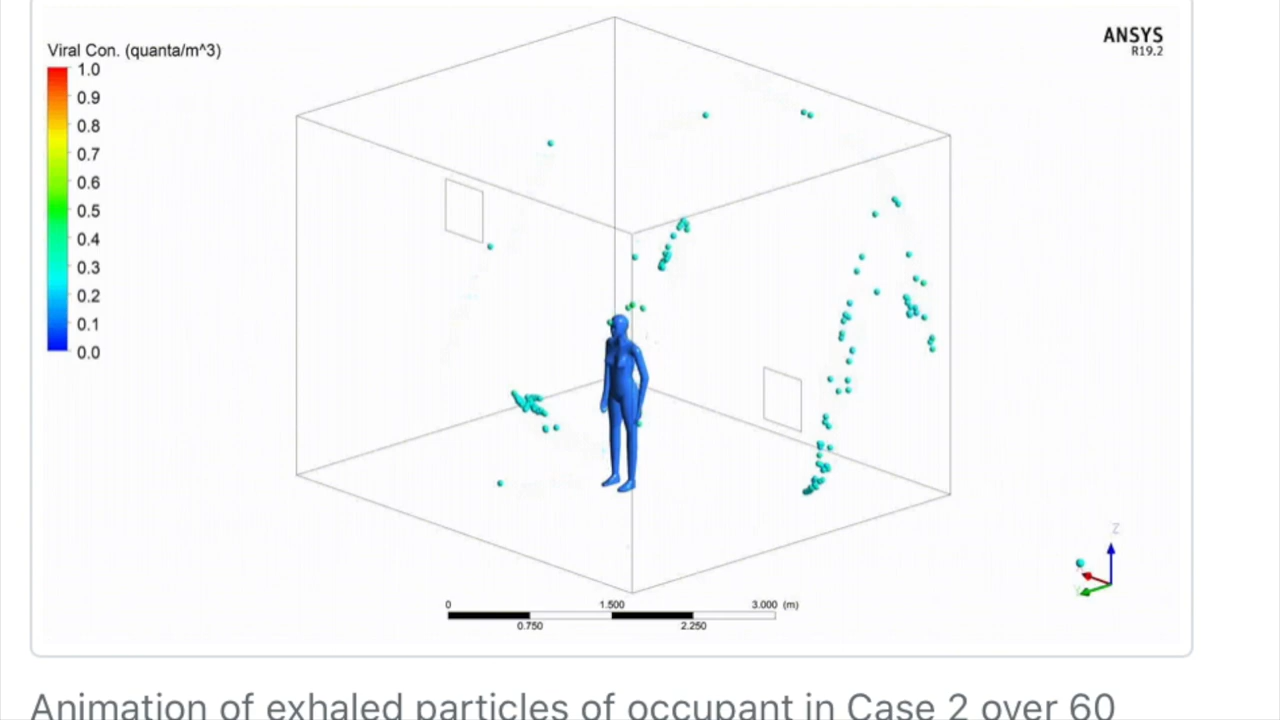 Viral Con. (quanta/m^3)
1.0
0.9
0.8
0.7
0.6
0.5
0.4
0.3
0.2
0.1
0.0
ANSYS
R19.2
Z
0 1.500 3.000 (m)
0.750 2.250
Animation of exhaled particles of occupant in Case 2 over 60